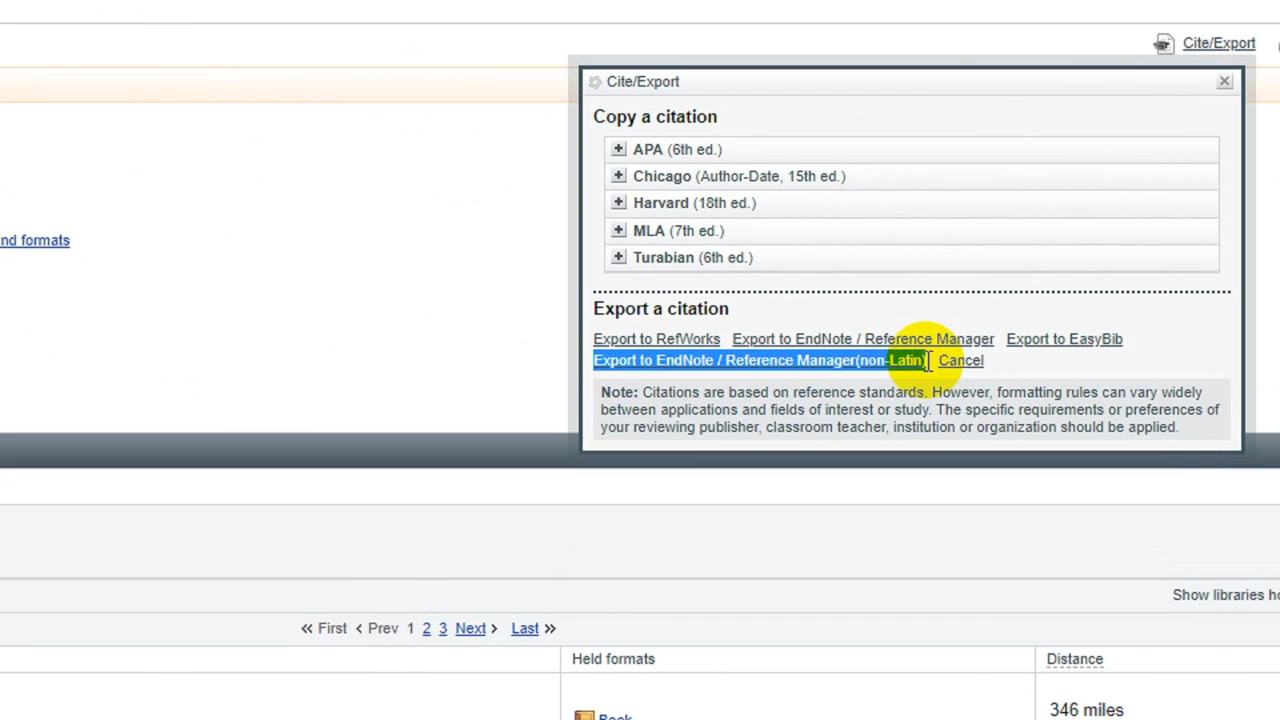 Cite/Export
Cite/Export
Copy a citation
APA (6th ed.)
Chicago (Author-Date, 15th ed.)
Harvard (18th ed.)
MLA (7th ed.)
Turabian (6th ed.)
nd formats
Export a citation
Export to RefWorks Export to EndNote / Reference Manager Export to EasyBib
Export to EndNote / Reference Manager(non-Latin) Cancel
Note: Citations are based on reference standards. However, formatting rules can vary widely
between applications and fields of interest or study. The specific requirements or preferences of
your reviewing publisher, classroom teacher, institution or organization should be applied.
Show libraries
« First < Prev 1 2 3 Next > Last »
Held formats Distance
Book 346 miles